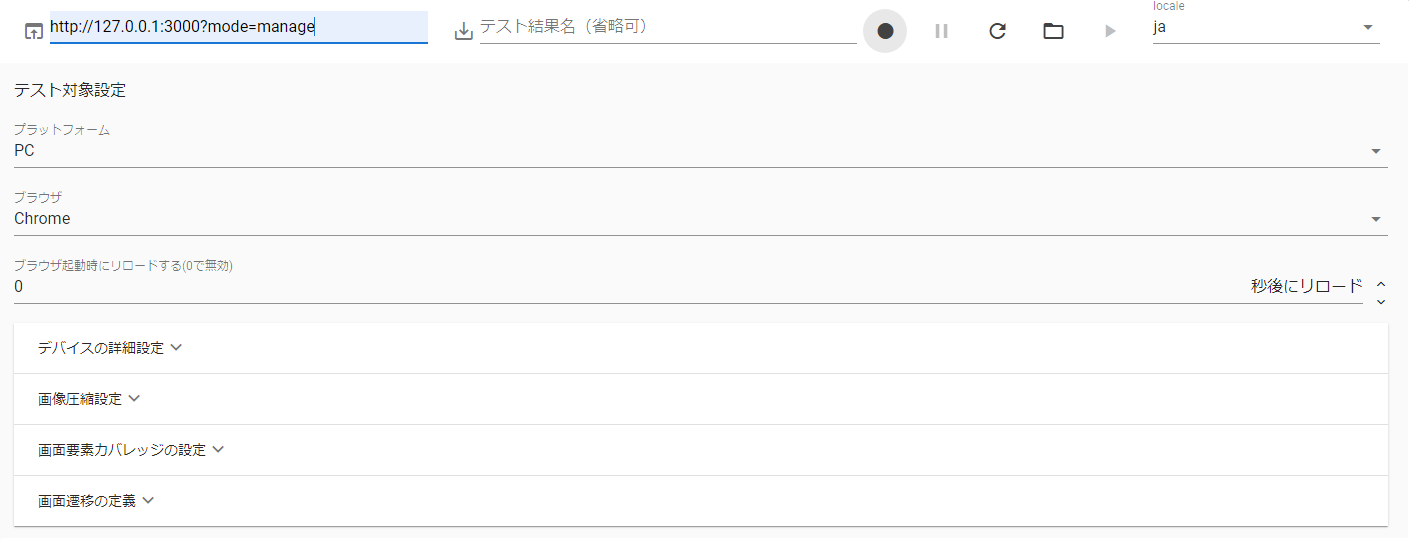 locale
http://127.0.0.1:3000?mode=manage
テスト結果名（省略可）
ja
テスト対象設定
プラットフォーム
PC
ブラウザ
Chrome
ブラウザ起動時にリロードする(0で無効)
0
秒後にリロード
デバイスの詳細設定
画像圧縮設定
画面要素カバレッジの設定
画面遷移の定義